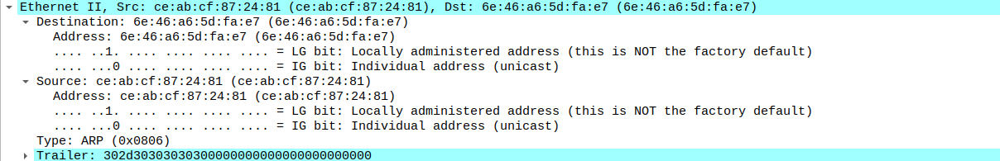 Ethernet II, Src: ce:ab:cf:87:24:81 (ce:ab:cf:87:24:81), Dst: 6e:46:a6:5d:fa:e7 (6e:46:a6:5d:fa:e7)
Destination: 6e:46:a6:5d:fa:e7 (6e:46:a6:5d:fa:e7)
Address: 6e:46:a6:5d:fa:e7 (6e:46:a6:5d:fa:e7)
.... ..1. .... .... .... .... = LG bit: Locally administered address (this is NOT the factory default)
.... ...0 .... .... .... .... = IG bit: Individual address (unicast)
Source: ce:ab:cf:87:24:81 (ce:ab:cf:87:24:81)
Address: ce:ab:cf:87:24:81 (ce:ab:cf:87:24:81)
.... ..1. .... .... .... .... = LG bit: Locally administered address (this is NOT the factory default)
.... ...0 .... .... .... .... = IG bit: Individual address (unicast)
Type: ARP (0x0806)
Trailer: 302d30303030300000000000000000000000